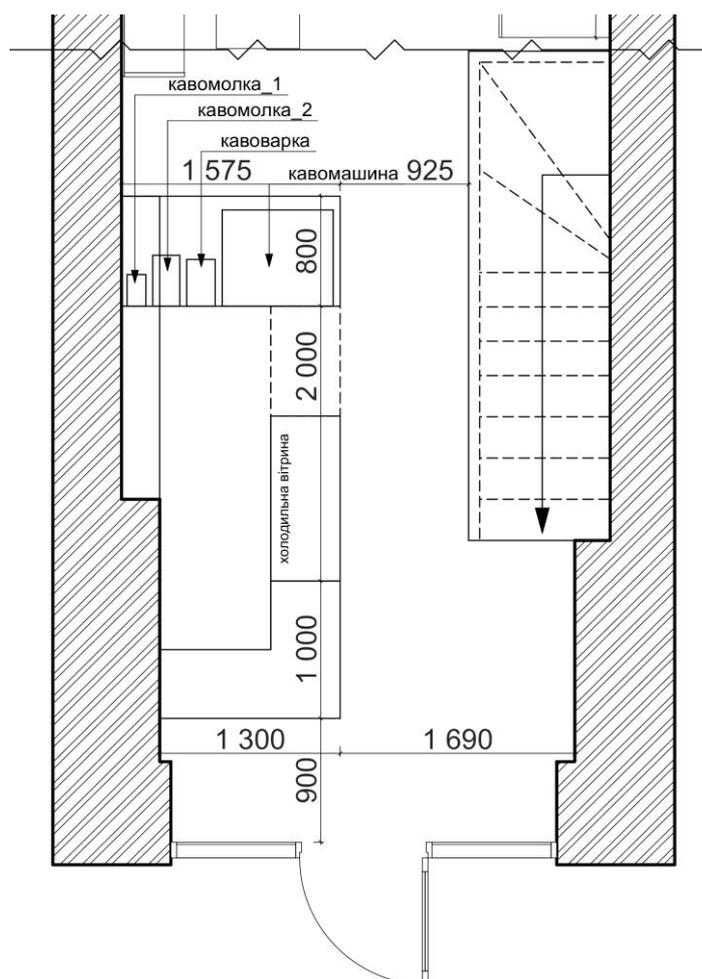 кавомолка_1
кавомолка_2
кавоварка
1 575
кавомашина
925
800
2 000
холодильна вітрина
1 000
1 300
1 690
900